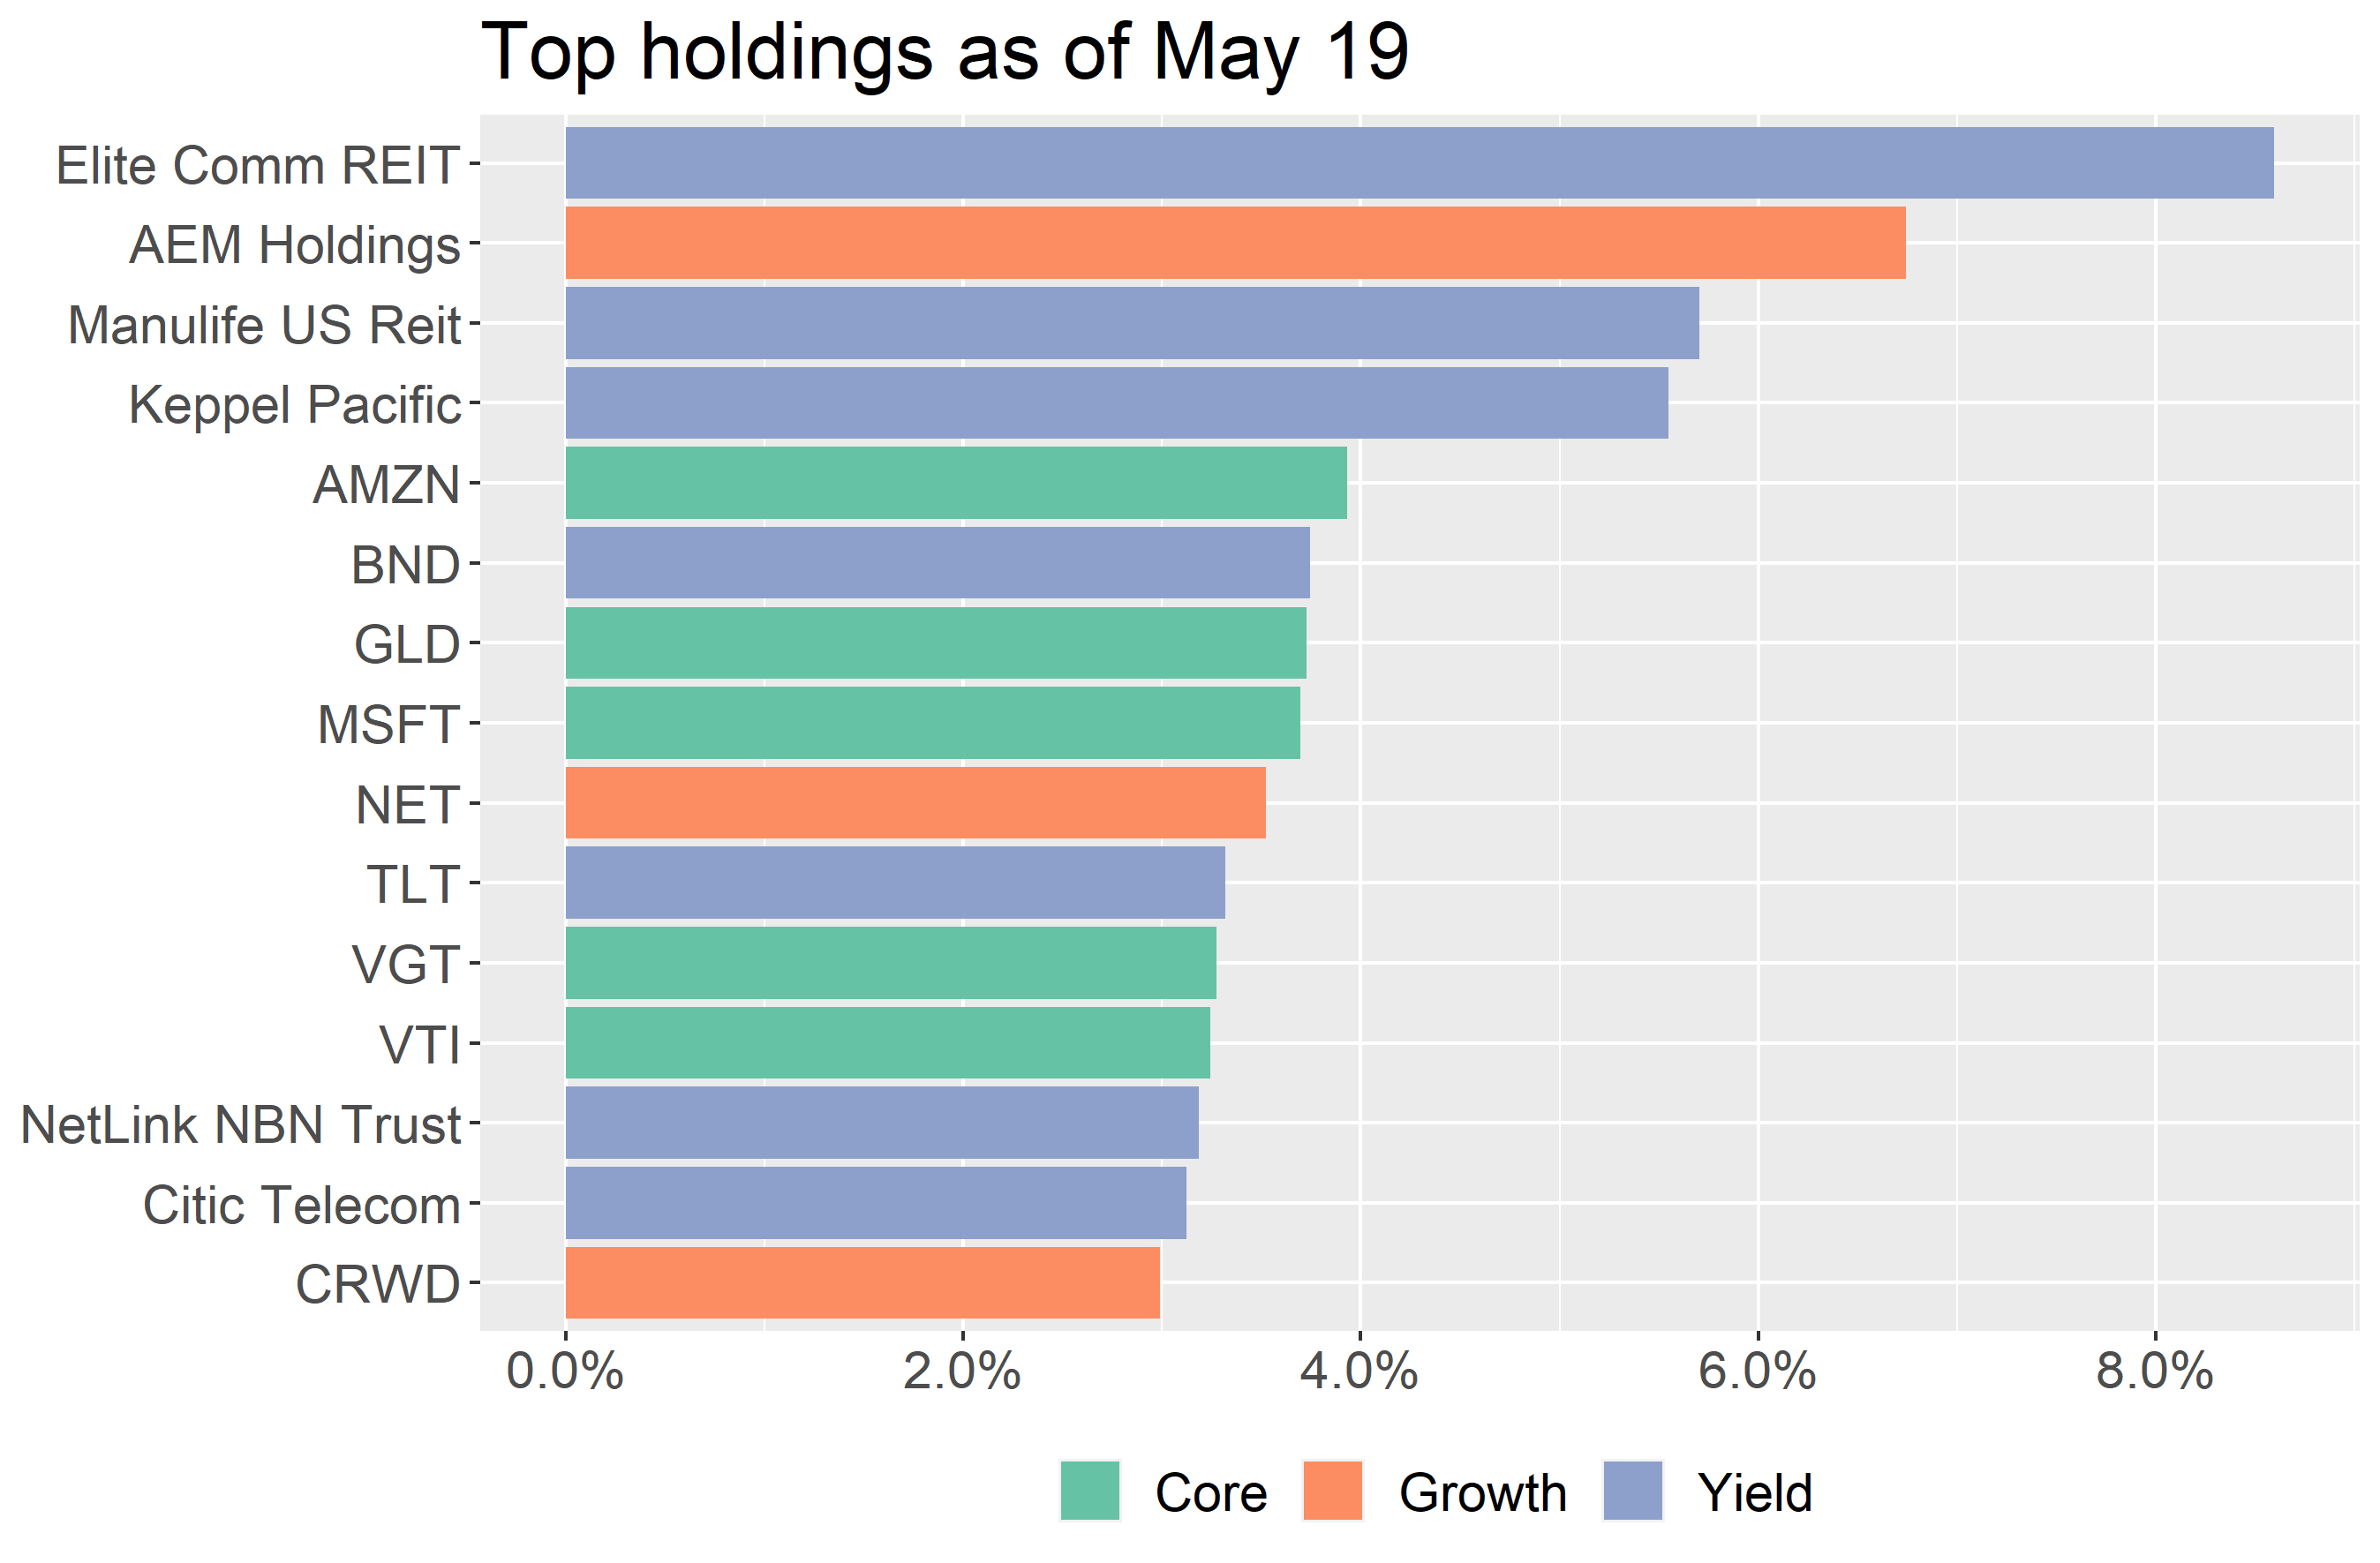 Top holdings as of May 19
Elite Comm REIT
AEM Holdings
Manulife US Reit
Keppel Pacific
AMZN
BND
GLD
MSFT
NET
TLT
VGT
VTI
NetLink NBN Trust
Citic Telecom
CRWD
0.0% 2.0% 4.0% 6.0% 8.0%
Core Growth Yield